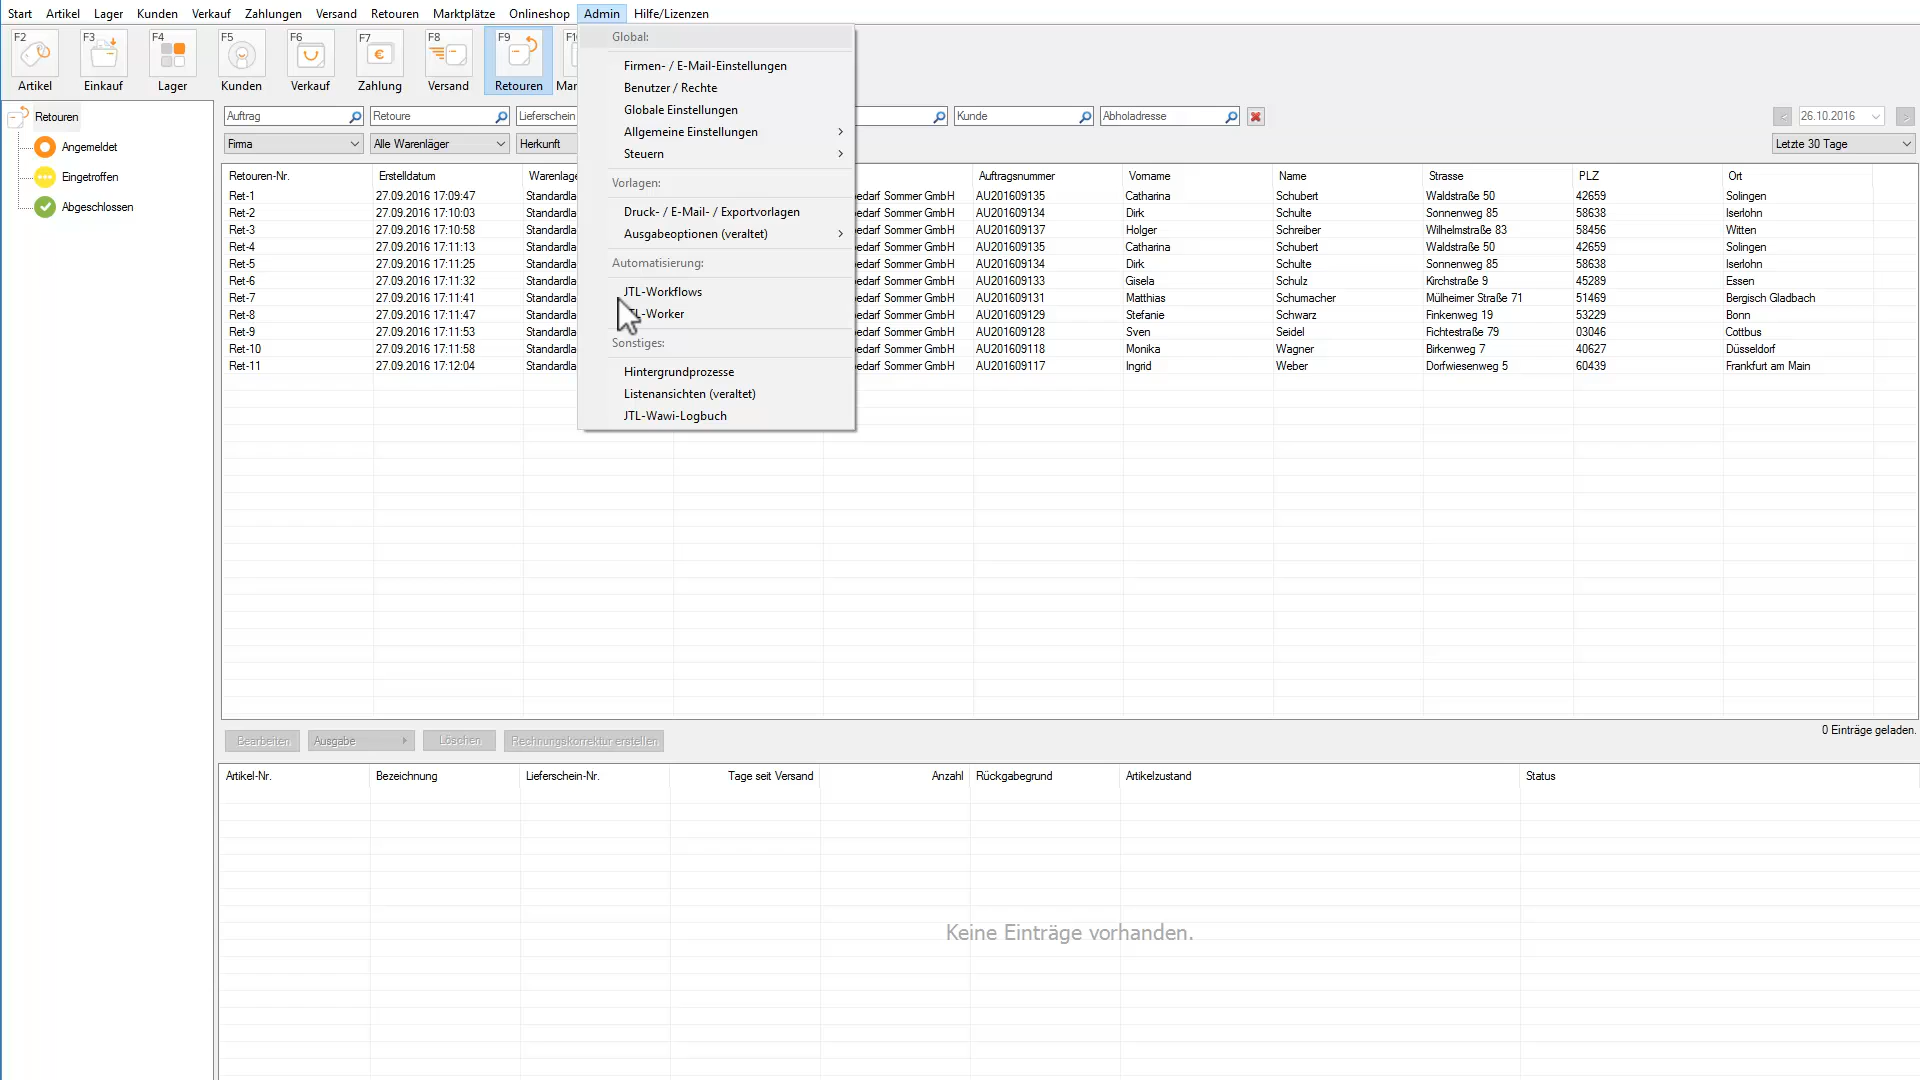 Start Artikel Lager Kunden Verkauf Zahlungen Versand Retouren Marktplätze Onlineshop Admin Hilfe/Lizenzen
F2 F3 F4 F5 F6 F7 F8 F9
Artikel Einkauf Lager Kunden Verkauf Zahlung Versand Retouren
Global:
Firmen- / E-Mail-Einstellungen
Benutzer / Rechte
Globale Einstellungen
Allgemeine Einstellungen
Steuern
Vorlagen:
Druck- / E-Mail- / Exportvorlagen
Ausgabeoptionen (veraltet)
Automatisierung:
JTL-Workflows
L-Worker
Sonstiges:
Hintergrundprozesse
Listenansichten (veraltet)
JTL-Wawi-Logbuch
Retouren
Angemeldet
Eingetroffen
Abgeschlossen
Auftrag Retoure Lieferschein Kunde Abholadresse < 26.10.2016 >
Firma Alle Warenläger Herkunft Letzte 30 Tage
Retouren-Nr. Erstelldatum Warenlage Auftragsnummer Vorname Name Strasse PLZ Ort
Ret-1 27.09.2016 17:09:47 Standardla edarf Sommer GmbH AU201609135 Catharina Schubert Waldstraße 50 42659 Solingen
Ret-2 27.09.2016 17:10:03 Standardla edarf Sommer GmbH AU201609134 Dirk Schulte Sonnenweg 85 58638 Iserlohn
Ret-3 27.09.2016 17:10:58 Standardla edarf Sommer GmbH AU201609137 Holger Schreiber Wilhelmstraße 83 58456 Witten
Ret-4 27.09.2016 17:11:13 Standardla edarf Sommer GmbH AU201609135 Catharina Schubert Waldstraße 50 42659 Solingen
Ret-5 27.09.2016 17:11:25 Standardla edarf Sommer GmbH AU201609134 Dirk Schulte Sonnenweg 85 58638 Iserlohn
Ret-6 27.09.2016 17:11:32 Standardla edarf Sommer GmbH AU201609133 Gisela Schulz Kirchstraße 9 45289 Essen
Ret-7 27.09.2016 17:11:41 Standardla edarf Sommer GmbH AU201609131 Matthias Schumacher Mülheimer Straße 71 51469 Bergisch Gladbach
Ret-8 27.09.2016 17:11:47 Standardla edarf Sommer GmbH AU201609129 Stefanie Schwarz Finkenweg 19 53229 Bonn
Ret-9 27.09.2016 17:11:53 Standardla edarf Sommer GmbH AU201609128 Sven Seidel Fichtestraße 79 03046 Cottbus
Ret-10 27.09.2016 17:11:58 Standardla edarf Sommer GmbH AU201609118 Monika Wagner Birkenweg 7 40627 Düsseldorf
Ret-11 27.09.2016 17:12:04 Standardla edarf Sommer GmbH AU201609117 Ingrid Weber Dorfwiesenweg 5 60439 Frankfurt am Main
0 Einträge geladen.
Bearbeiten Ausgabe Löschen Rechnungskorrektur erstellen
Artikel-Nr. Bezeichnung Lieferschein-Nr. Tage seit Versand Anzahl Rückgabegrund Artikelzustand Status
Keine Einträge vorhanden.